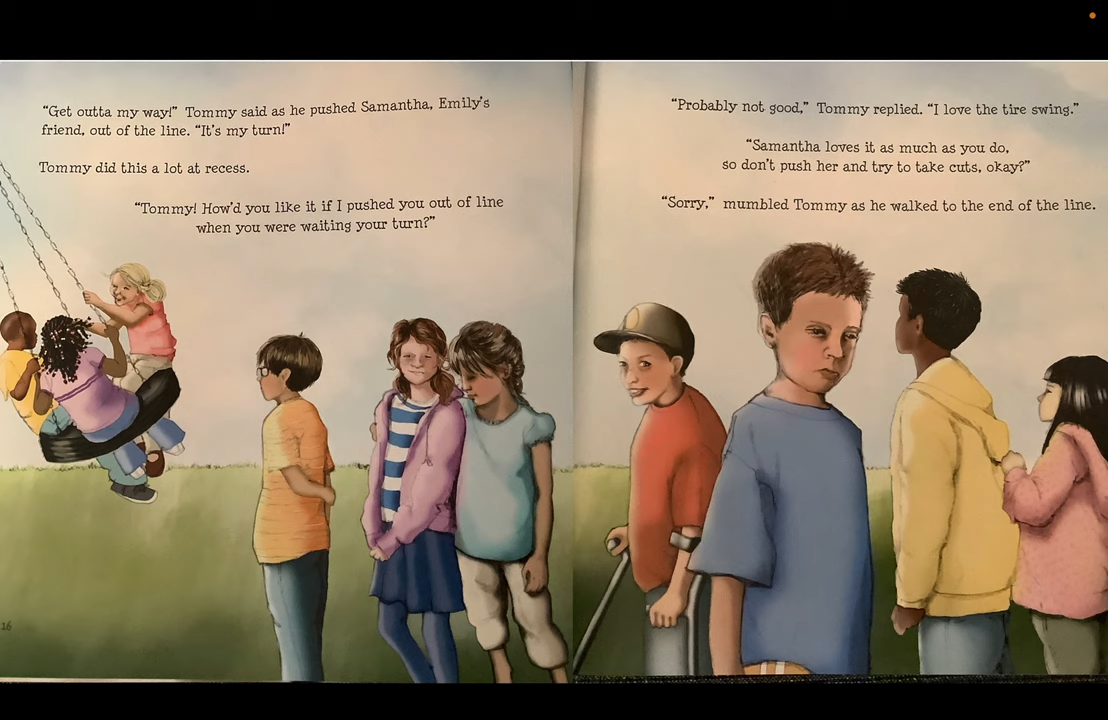 “Get outta my way!” Tommy said as he pushed Samantha, Emily’s
friend, out of the line. “It’s my turn!”
Tommy did this a lot at recess.
“Tommy! How’d you like it if I pushed you out of line
when you were waiting your turn?”
16
“Probably not good,” Tommy replied. “I love the tire swing.”
“Samantha loves it as much as you do,
so don’t push her and try to take cuts, okay?”
“Sorry,” mumbled Tommy as he walked to the end of the line.